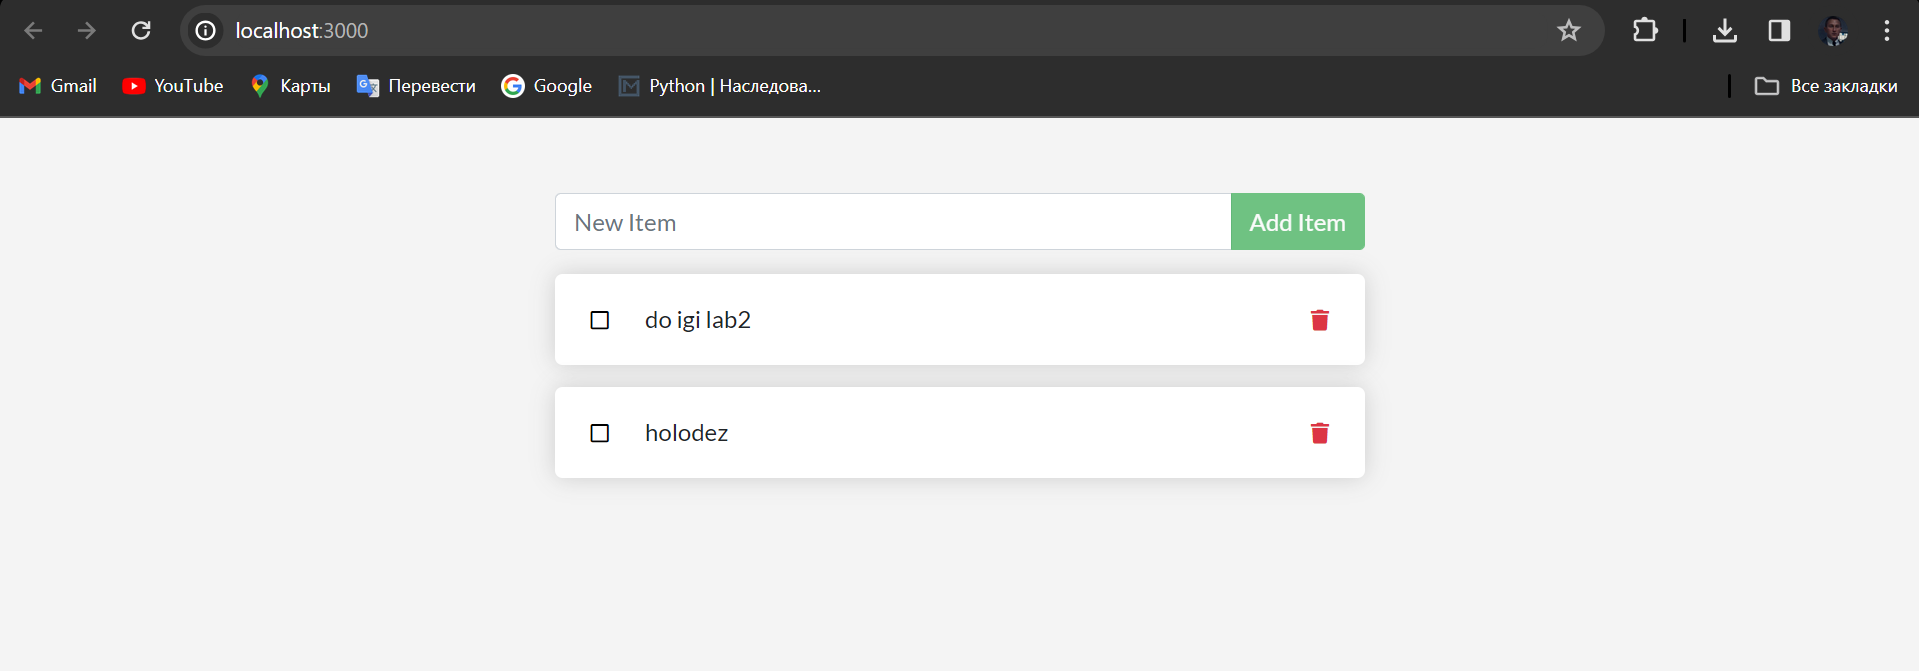 localhost:3000
Gmail YouTube Карты Перевести Google Python | Наследова... Все закладки
New Item Add Item
do igi lab2
holodez